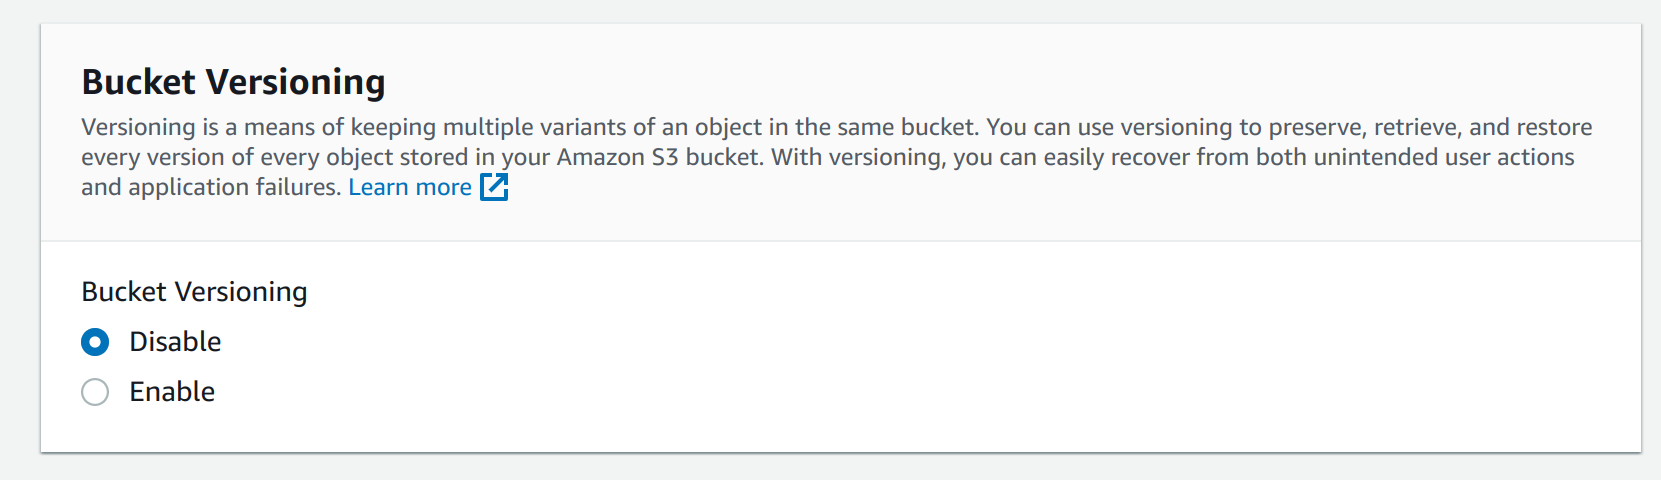 Bucket Versioning
Versioning is a means of keeping multiple variants of an object in the same bucket. You can use versioning to preserve, retrieve, and restore
every version of every object stored in your Amazon S3 bucket. With versioning, you can easily recover from both unintended user actions
and application failures. Learn more
Bucket Versioning
Disable
Enable